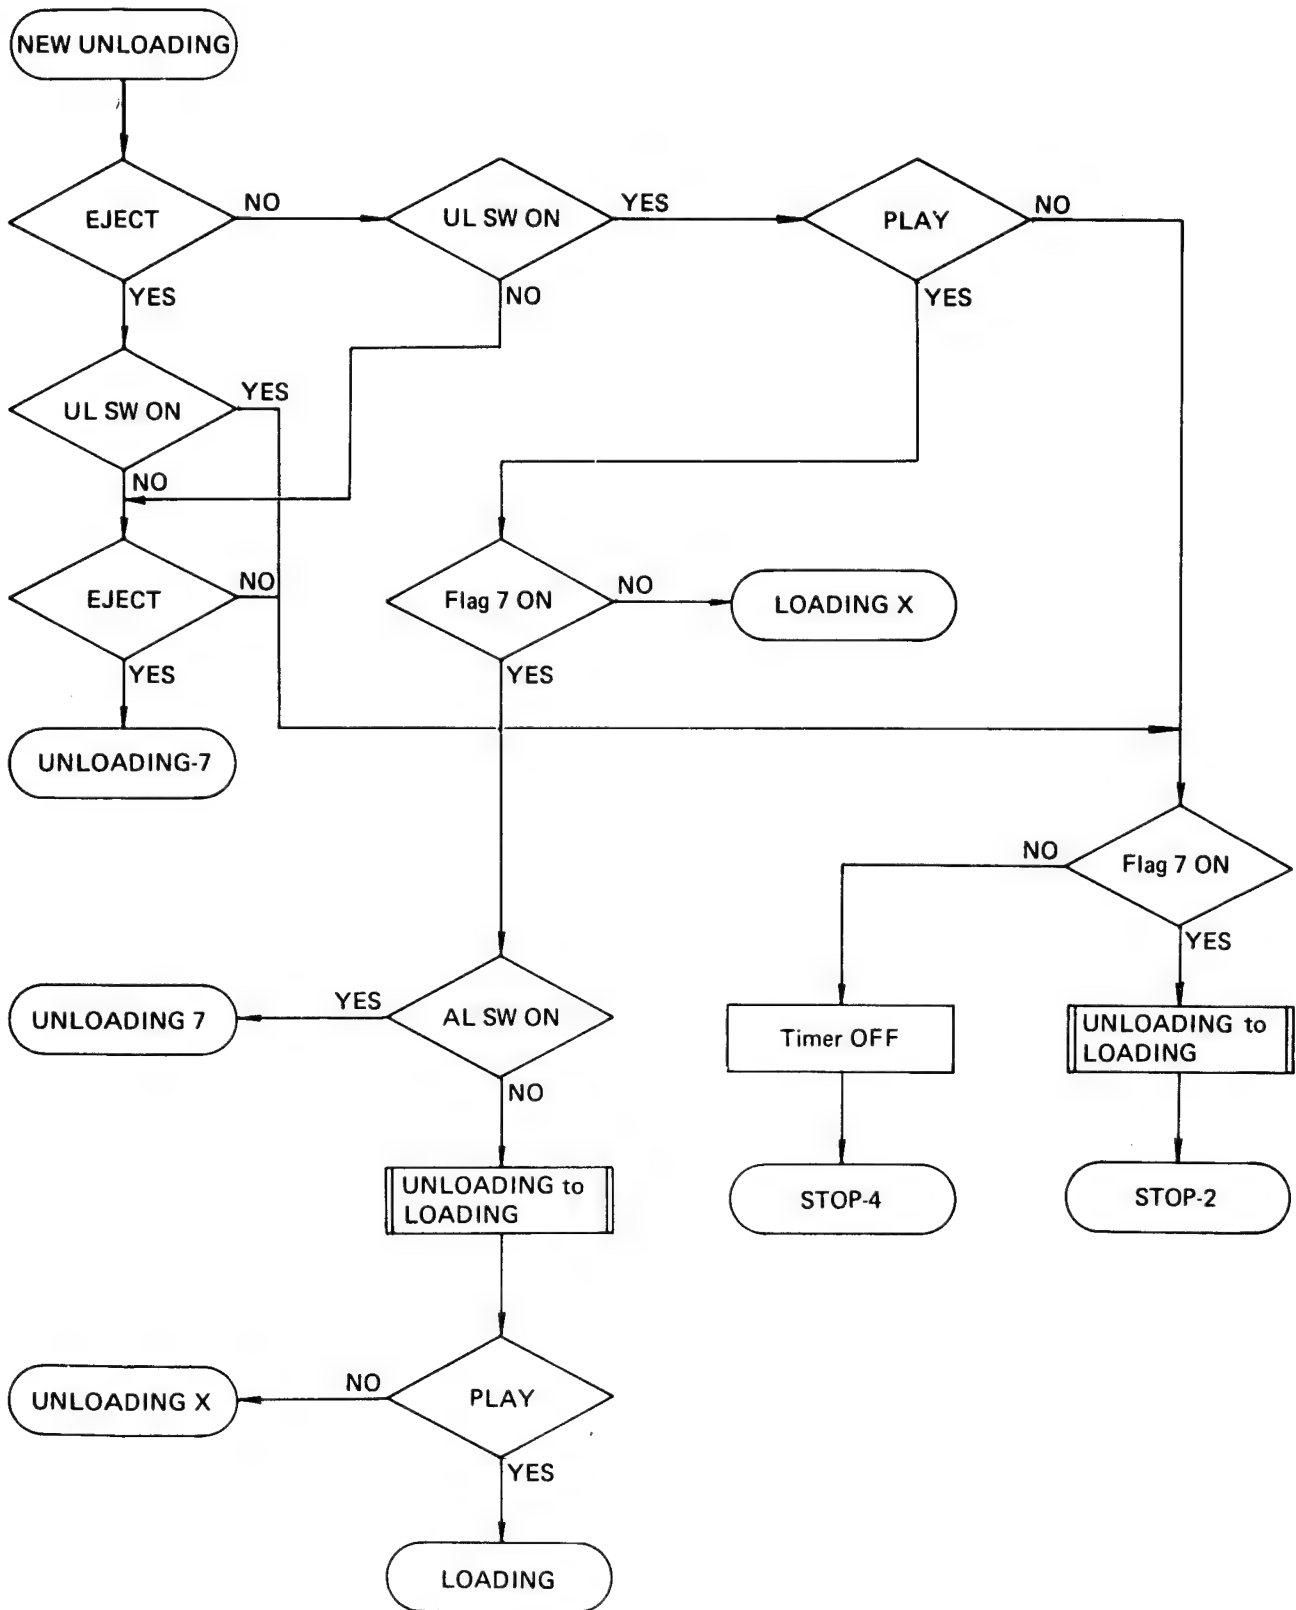 NEW UNLOADING
EJECT
NO
UL SW ON
YES
PLAY
NO
YES
NO
YES
UL SW ON
YES
NO
EJECT
NO
YES
UNLOADING-7
Flag 7 ON
NO
LOADING X
YES
Flag 7 ON
NO
YES
UNLOADING 7
YES
AL SW ON
NO
Timer OFF
UNLOADING to
LOADING
UNLOADING to
LOADING
STOP-4
STOP-2
UNLOADING X
NO
PLAY
YES
LOADING